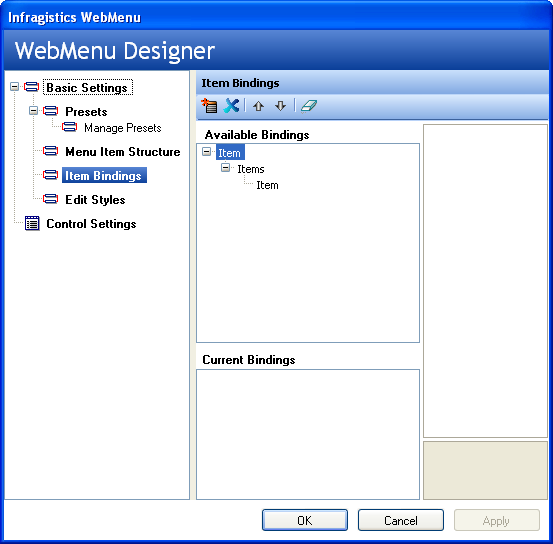 Infragistics WebMenu
WebMenu Designer
Basic Settings
Presets
Manage Presets
Menu Item Structure
Item Bindings
Edit Styles
Control Settings
Item Bindings
Available Bindings
Item
Items
Item
Current Bindings
OK
Cancel
Apply